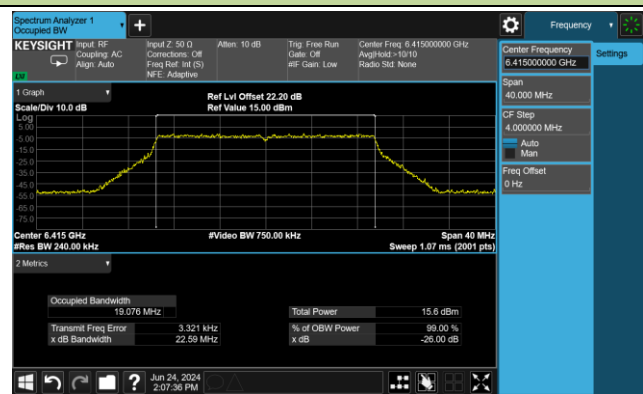 Spectrum Analyzer 1
Occupied BW
+
Frequency
KEYSIGHT
Input: RF
Coupling: AC
Align: Auto
Input Z: 50 Ω
Corrections: Off
Freq Ref: Int (S)
NFE: Adaptive
Atten: 10 dB
Trig: Free Run
Gate: Off
#IF Gain: Low
Center Freq: 6.415000000 GHz
Avg|Hold:>10/10
Radio Std: None
Center Frequency
6.415000000 GHz
Settings
Span
40.000 MHz
CF Step
4.000000 MHz
Auto
Man
Freq Offset
0 Hz
1 Graph
Scale/Div 10.0 dB
Ref Lvl Offset 22.20 dB
Ref Value 15.00 dBm
Log
5.00
-5.00
-15.0
-25.0
-35.0
-45.0
-55.0
-65.0
-75.0
Center 6.415 GHz
#Res BW 240.00 kHz
#Video BW 750.00 kHz
Span 40 MHz
Sweep 1.07 ms (2001 pts)
2 Metrics
Occupied Bandwidth
19.076 MHz
Total Power 15.6 dBm
Transmit Freq Error 3.321 kHz
% of OBW Power 99.00 %
x dB Bandwidth 22.59 MHz
x dB -26.00 dB
?
Jun 24, 2024
2:07:36 PM